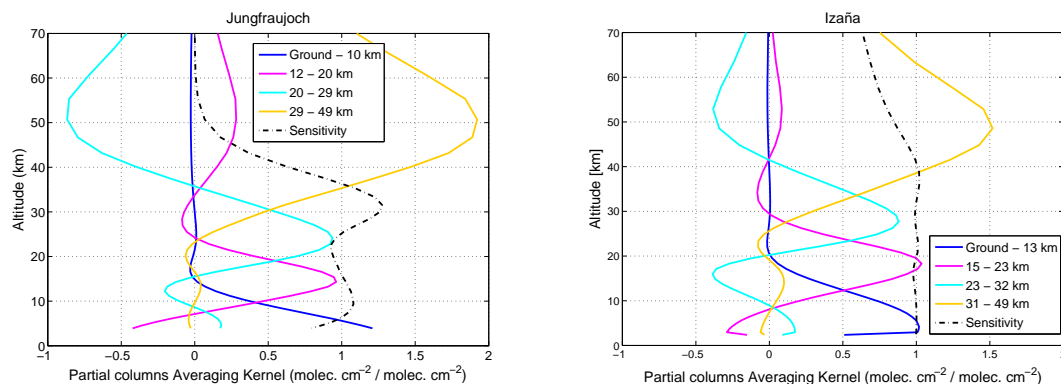 Jungfraujoch
70
60
50
40
30
20
10
0
Altitude (km)
Ground – 10 km
12 – 20 km
20 – 29 km
29 – 49 km
Sensitivity
−1 −0.5 0 0.5 1 1.5 2
Partial columns Averaging Kernel (molec. cm−2 / molec. cm−2)
Izaña
70
60
50
40
30
20
10
0
Altitude [km]
Ground – 13 km
15 – 23 km
23 – 32 km
31 – 49 km
Sensitivity
−1 −0.5 0 0.5 1 1.5 2
Partial columns Averaging Kernel (molec. cm−2 / molec. cm−2)